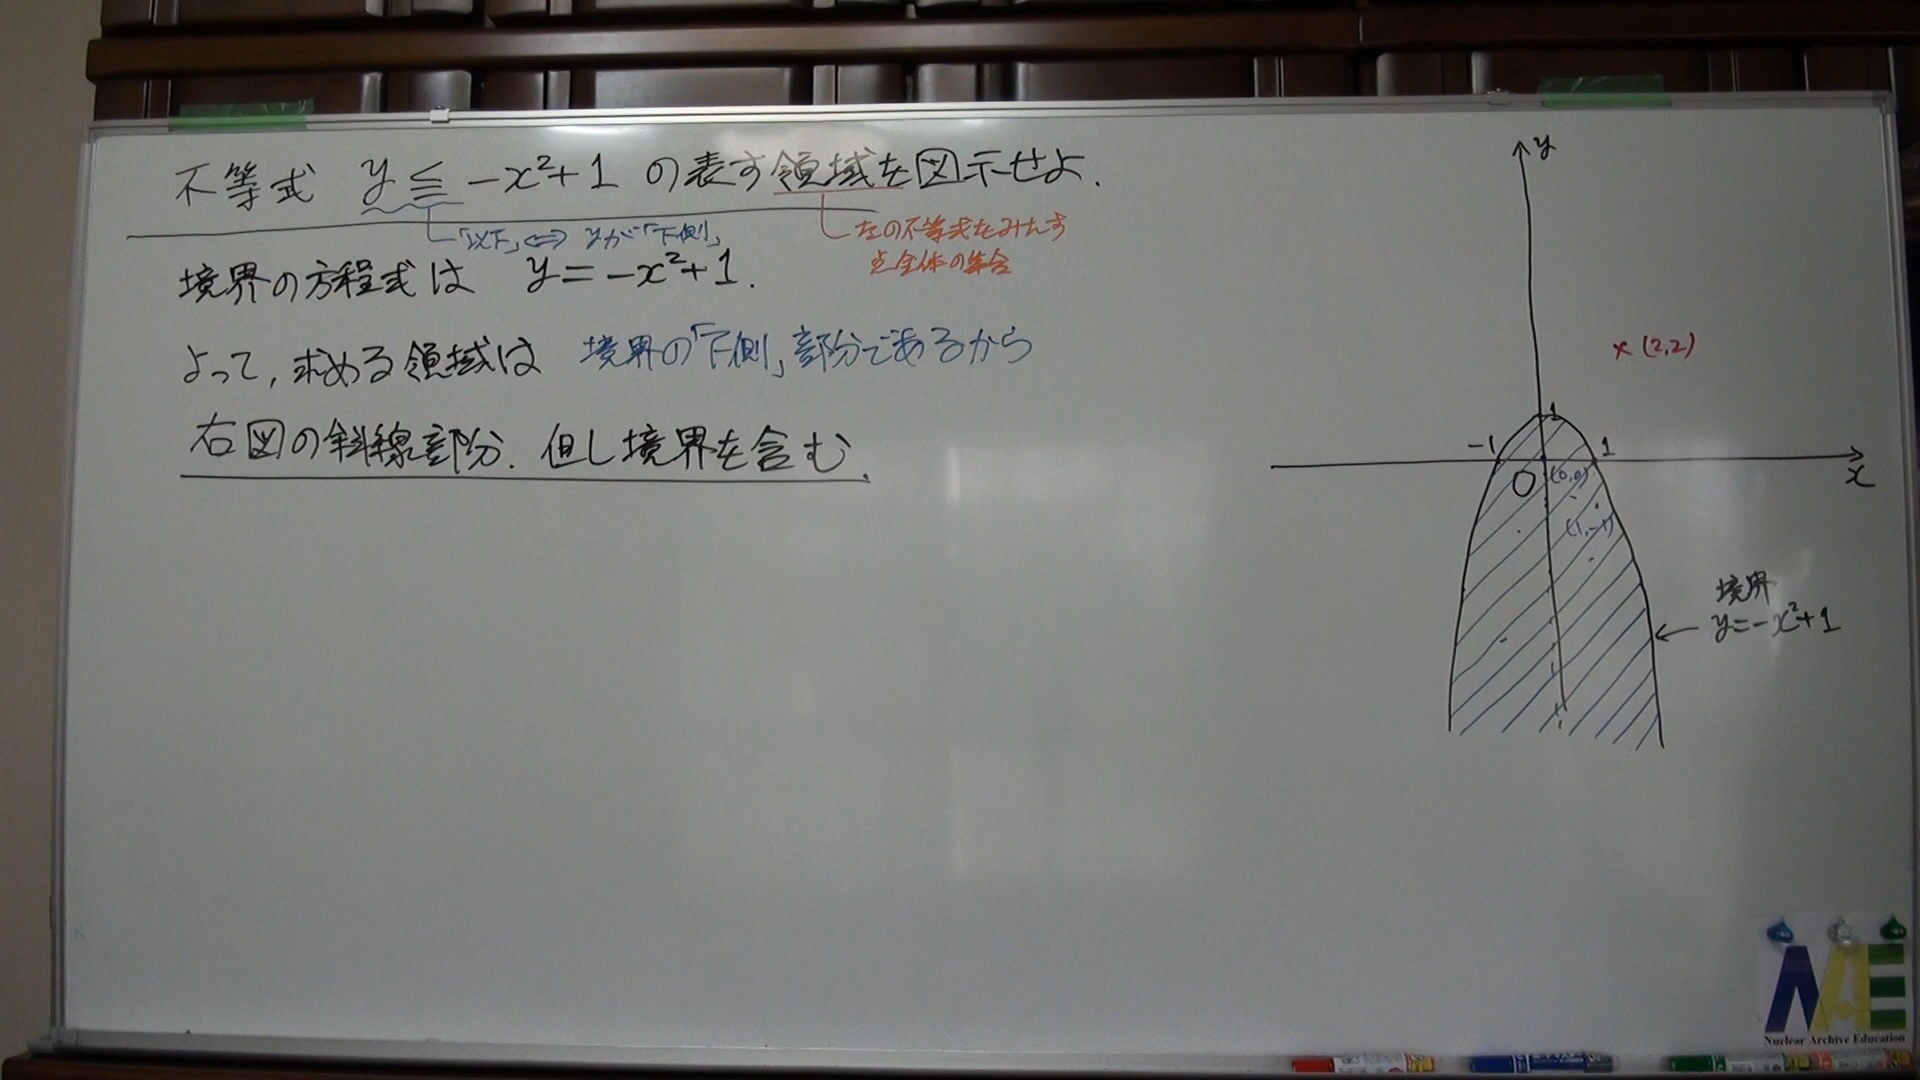 不等式 y ≦ -x²+1 の表す領域を図示せよ.
「以下」⇔ yが「下側」
左の不等式をみたす
点全体の集合
境界の方程式は y = -x²+1.
よって, 求める領域は 境界の「下側」部分であるから
右図の斜線部分. 但し境界を含む.
y
× (2,2)
1
-1
1
x
O
(0,0)
(1,-1)
境界
y=-x²+1
NAE
Nuclear Archive Education